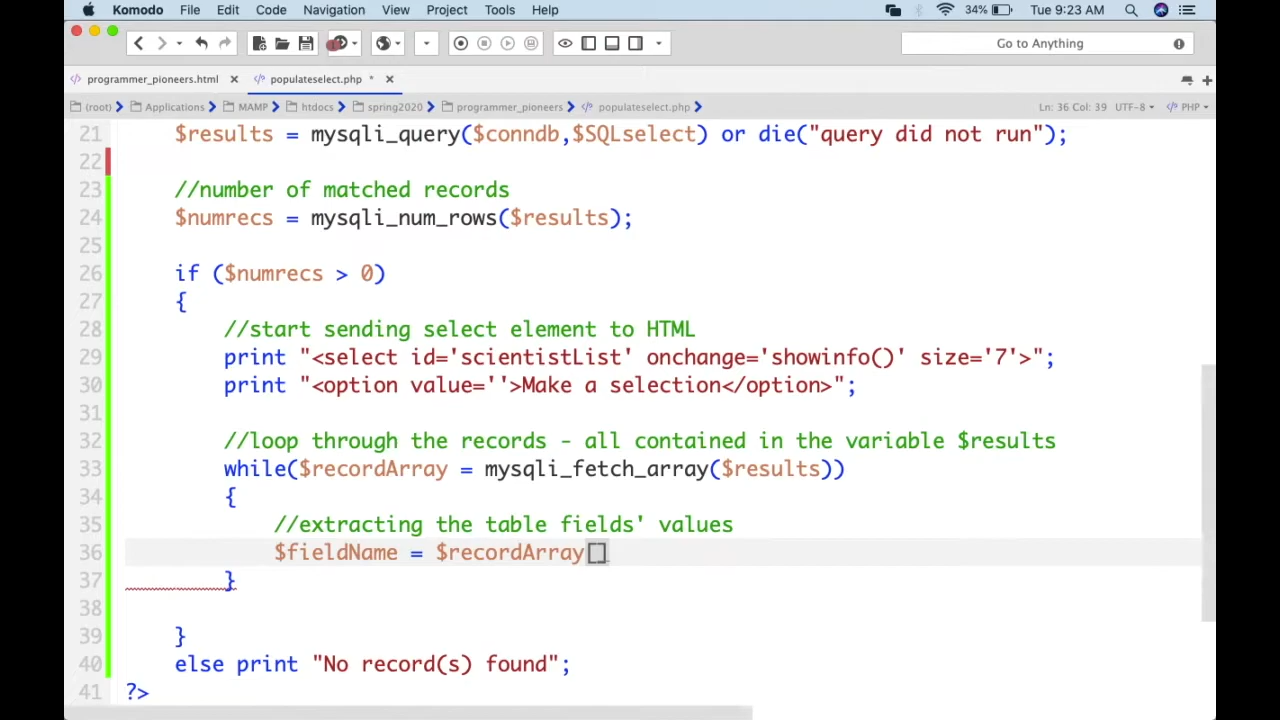 Komodo File Edit Code Navigation View Project Tools Help 34% Tue 9:23 AM
Go to Anything
programmer_pioneers.html populateselect.php *
(root) Applications MAMP htdocs spring2020 programmer_pioneers populateselect.php Ln: 36 Col: 39 UTF-8 PHP
21 $results = mysqli_query($conndb,$SQLselect) or die("query did not run");
22
23 //number of matched records
24 $numrecs = mysqli_num_rows($results);
25
26 if ($numrecs > 0)
27 {
28 //start sending select element to HTML
29 print "<select id='scientistList' onchange='showinfo()' size='7'>";
30 print "<option value=''>Make a selection</option>";
31
32 //loop through the records - all contained in the variable $results
33 while($recordArray = mysqli_fetch_array($results))
34 {
35 //extracting the table fields' values
36 $fieldName = $recordArray[]
37 }
38
39 }
40 else print "No record(s) found";
41 ?>